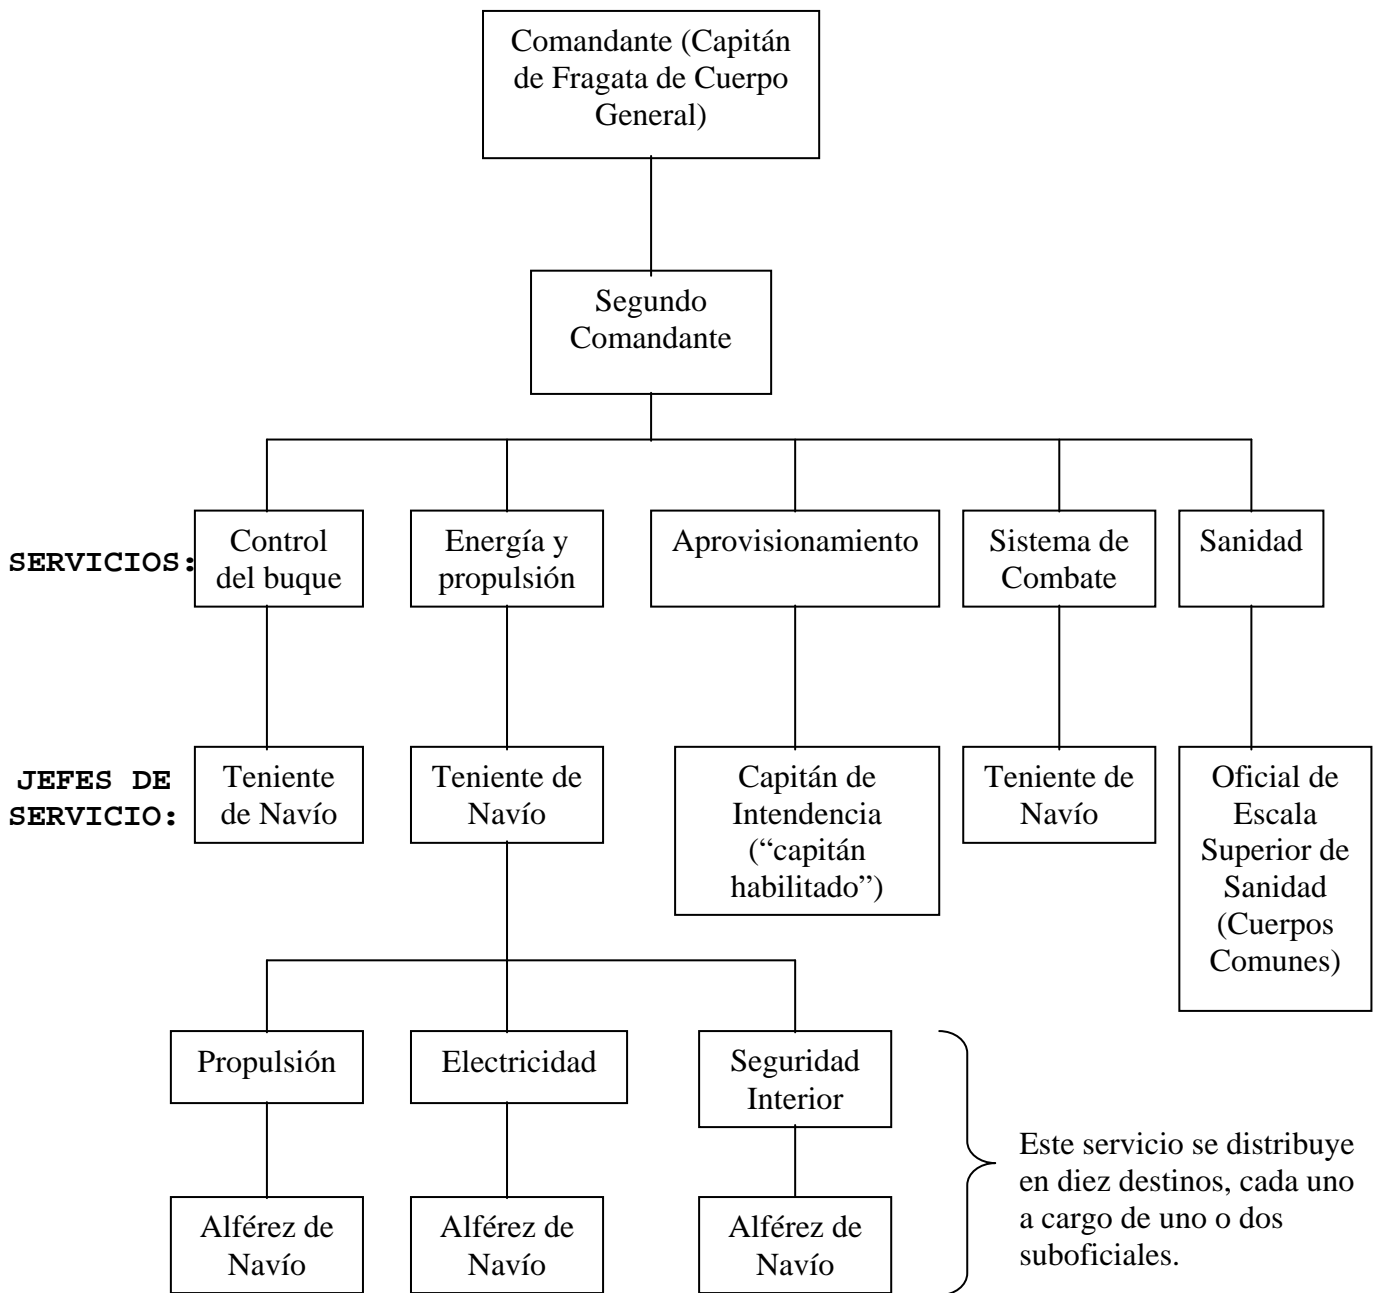 Comandante (Capitán
de Fragata de Cuerpo
General)
Segundo
Comandante
SERVICIOS:
Control
del buque
Energía y
propulsión
Aprovisionamiento
Sistema de
Combate
Sanidad
JEFES DE
SERVICIO:
Teniente
de Navío
Teniente de
Navío
Capitán de
Intendencia
(“capitán
habilitado”)
Teniente de
Navío
Oficial de
Escala
Superior de
Sanidad
(Cuerpos
Comunes)
Propulsión
Electricidad
Seguridad
Interior
Alférez de
Navío
Alférez de
Navío
Alférez de
Navío
Este servicio se distribuye
en diez destinos, cada uno
a cargo de uno o dos
suboficiales.